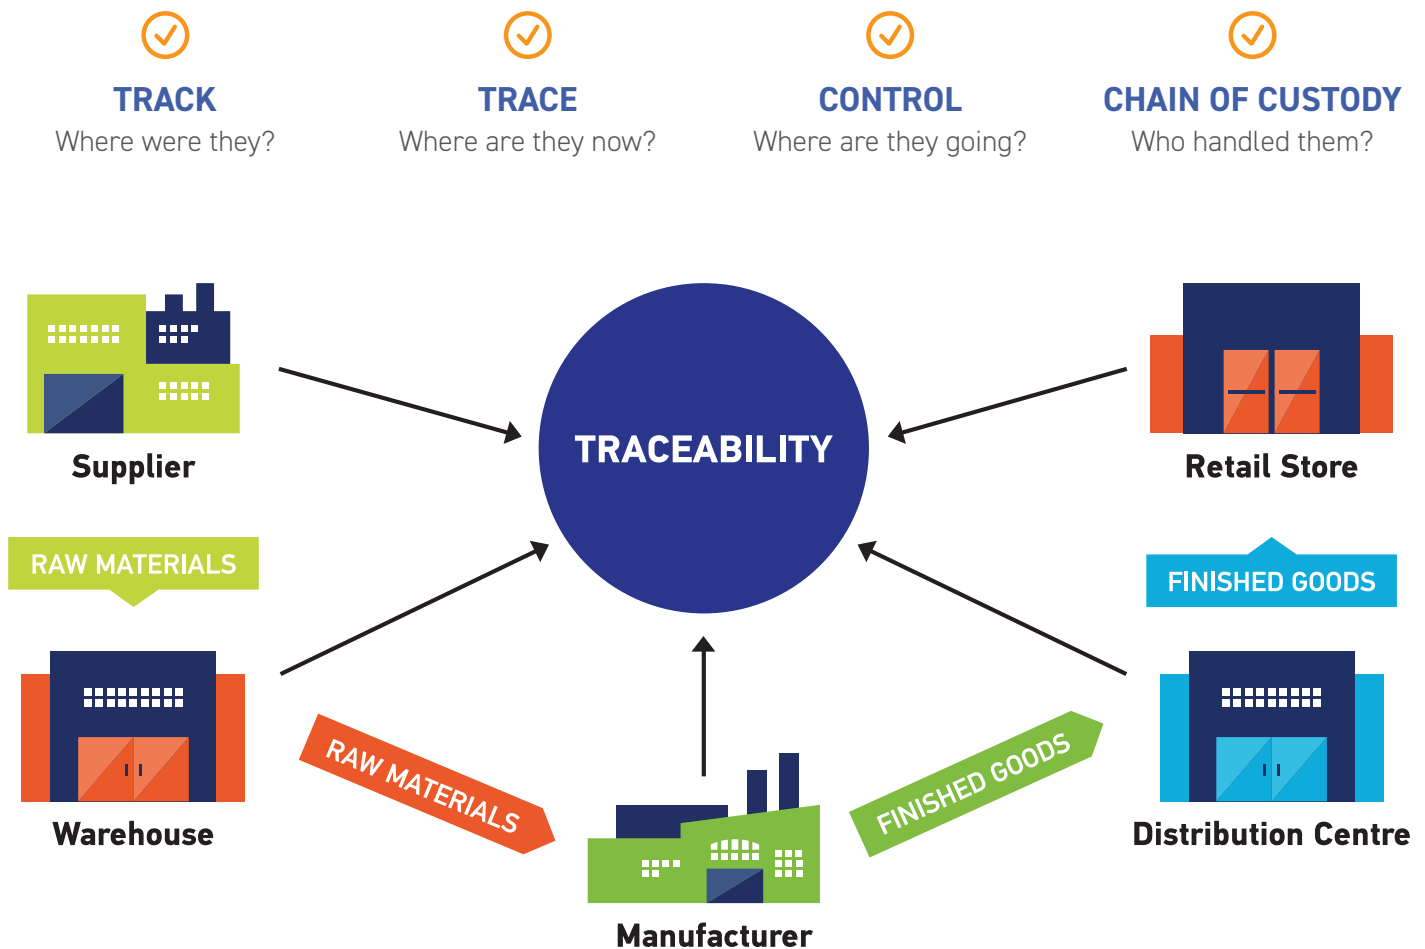 TRACK
Where were they?
TRACE
Where are they now?
CONTROL
Where are they going?
CHAIN OF CUSTODY
Who handled them?
Supplier
TRACEABILITY
Retail Store
RAW MATERIALS
FINISHED GOODS
Warehouse
RAW MATERIALS
FINISHED GOODS
Distribution Centre
Manufacturer